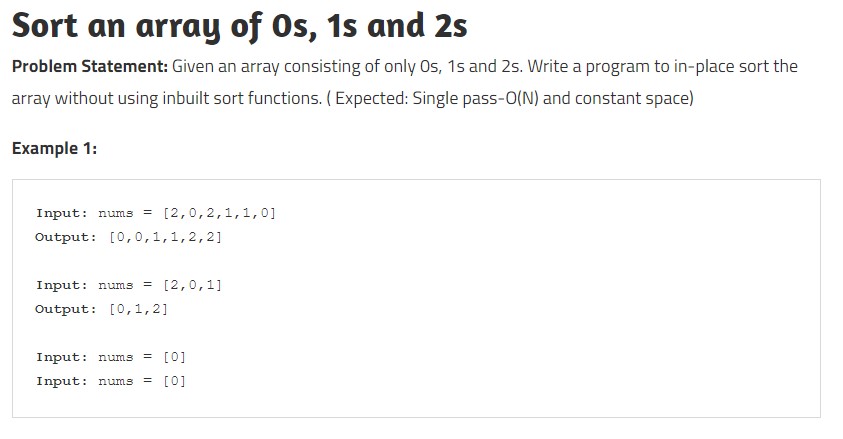 Sort an array of 0s, 1s and 2s
Problem Statement: Given an array consisting of only 0s, 1s and 2s. Write a program to in-place sort the
array without using inbuilt sort functions. ( Expected: Single pass-O(N) and constant space)
Example 1:
Input: nums = [2,0,2,1,1,0]
Output: [0,0,1,1,2,2]
Input: nums = [2,0,1]
Output: [0,1,2]
Input: nums = [0]
Input: nums = [0]